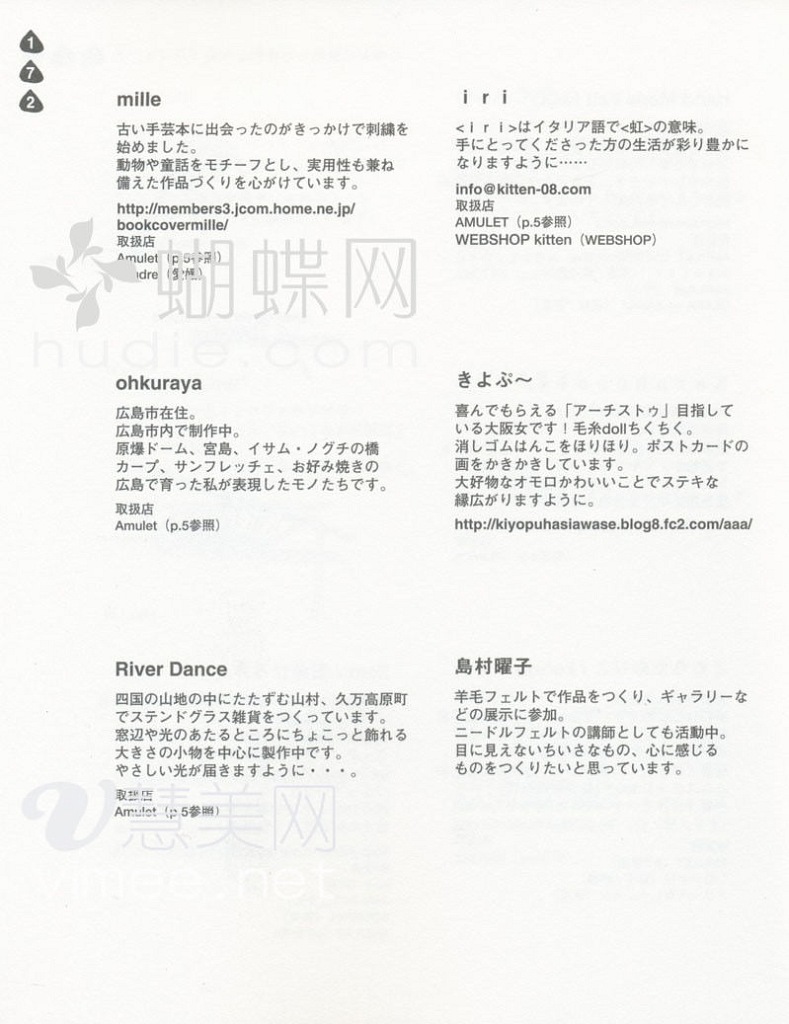 1
7
2
mille
古い手芸本に出会ったのがきっかけで刺繍を
始めました。
動物や童話をモチーフとし、実用性も兼ね
備えた作品づくりを心がけています。
http://members3.jcom.home.ne.jp/
bookcovermille/
取扱店
Amulet（p.5参照）
蝴蝶网
hudie.com
ｉｒｉ
<ｉｒｉ>はイタリア語で<虹>の意味。
手にとってくださった方の生活が彩り豊かに
なりますように……
info@kitten-08.com
取扱店
AMULET（p.5参照）
WEBSHOP kitten（WEBSHOP）
ohkuraya
広島市在住。
広島市内で制作中。
原爆ドーム、宮島、イサム・ノグチの橋
カープ、サンフレッチェ、お好み焼きの
広島で育った私が表現したモノたちです。
取扱店
Amulet（p.5参照）
きよぷ〜
喜んでもらえる「アーチストゥ」目指して
いる大阪女です！毛糸dollちくちく。
消しゴムはんこをほりほり。ポストカードの
画をかきかきしています。
大好物なオモロかわいいことでステキな
縁広がりますように。
http://kiyopuhasiawase.blog8.fc2.com/aaa/
River Dance
四国の山地の中にたたずむ山村、久万高原町
でステンドグラス雑貨をつくっています。
窓辺や光のあたるところにちょこっと飾れる
大きさの小物を中心に製作中です。
やさしい光が届きますように・・・。
取扱店
Amulet（p.5参照）
慧美网
vimee.net
島村曜子
羊毛フェルトで作品をつくり、ギャラリーな
どの展示に参加。
ニードルフェルトの講師としても活動中。
目に見えないちいさなもの、心に感じる
ものをつくりたいと思っています。